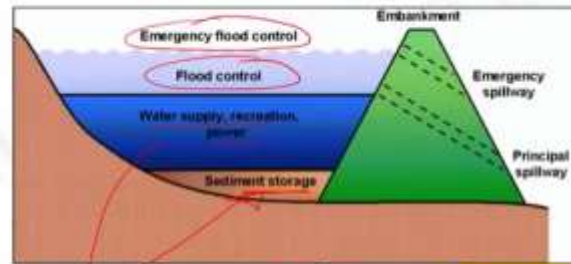 Embankment
Emergency flood control
Flood control
Emergency
spillway
Water supply, recreation,
power
Principal
spillway
Sediment storage